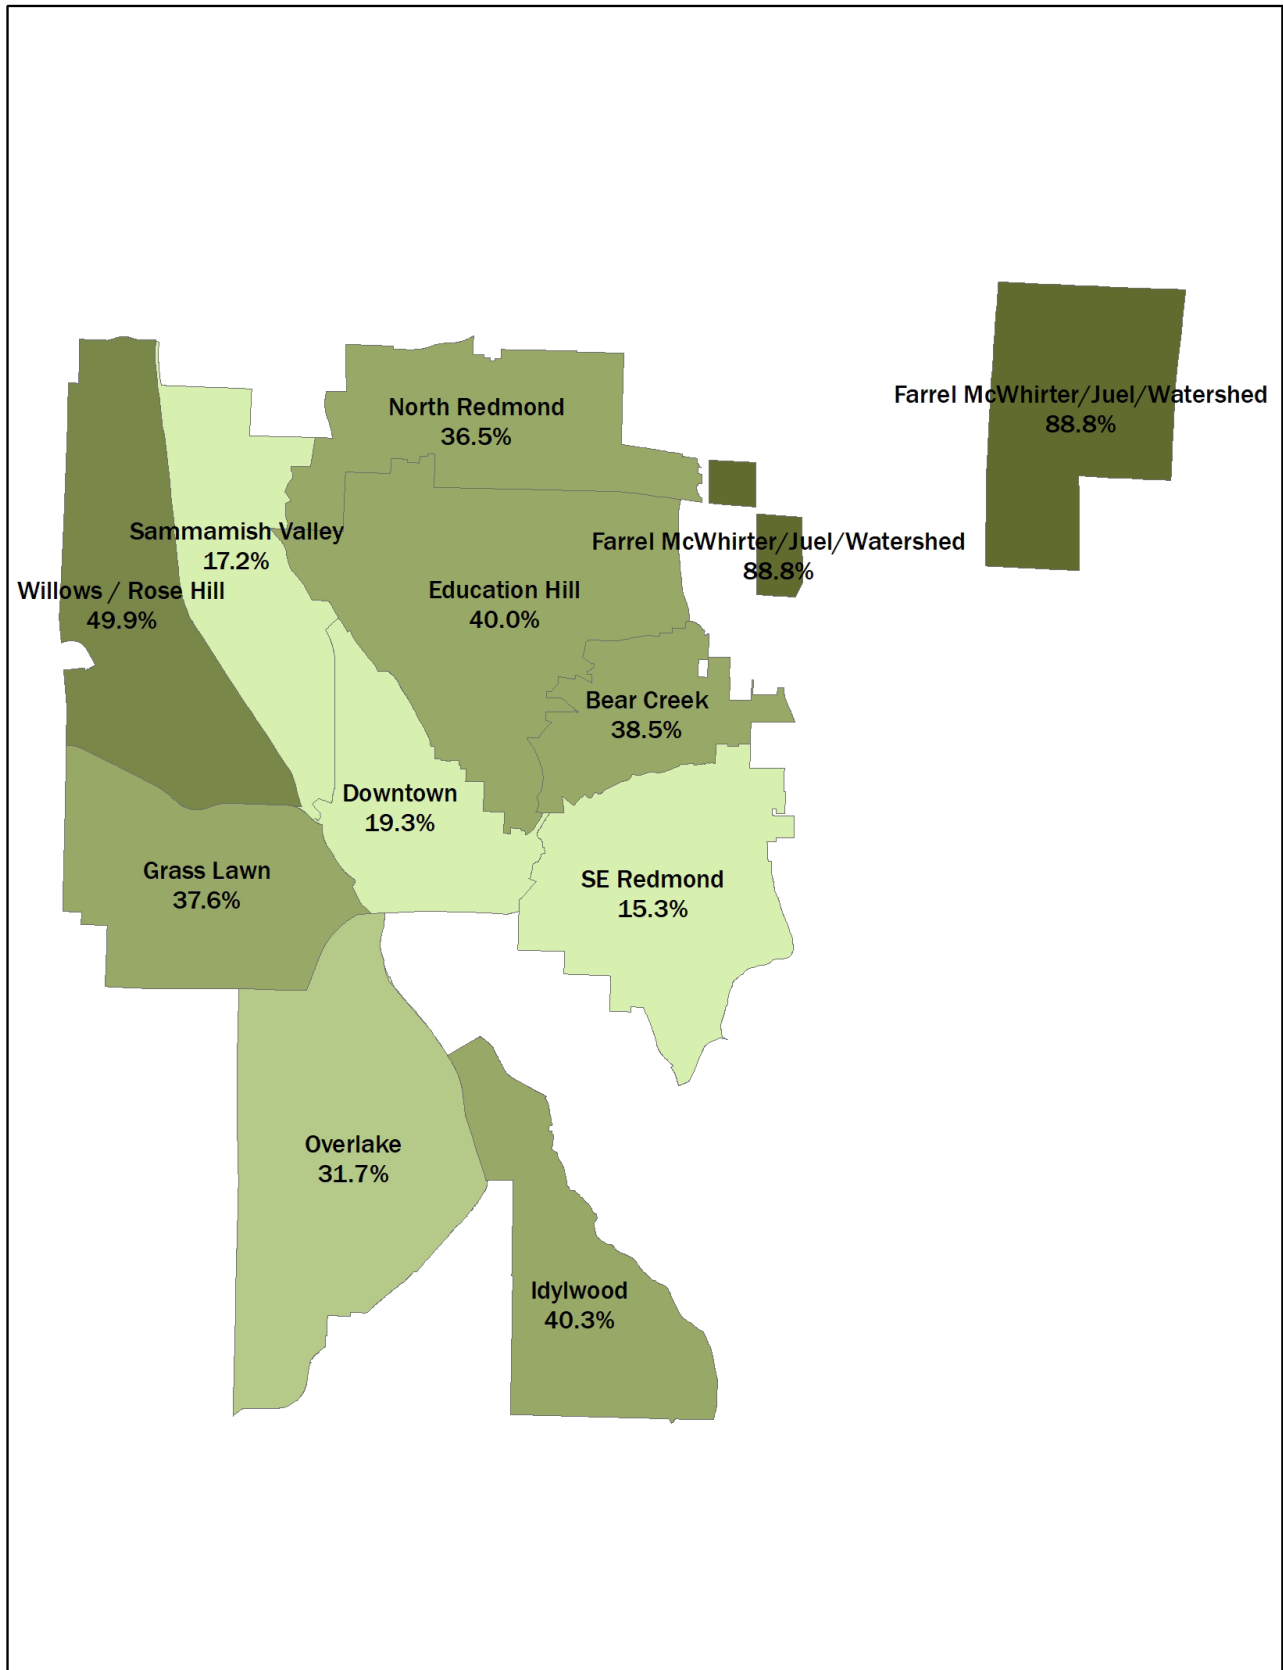 Farrel McWhirter/Juel/Watershed
88.8%
North Redmond
36.5%
Sammamish Valley
17.2%
Farrel McWhirter/Juel/Watershed
88.8%
Willows / Rose Hill
49.9%
Education Hill
40.0%
Bear Creek
38.5%
Downtown
19.3%
Grass Lawn
37.6%
SE Redmond
15.3%
Overlake
31.7%
Idylwood
40.3%